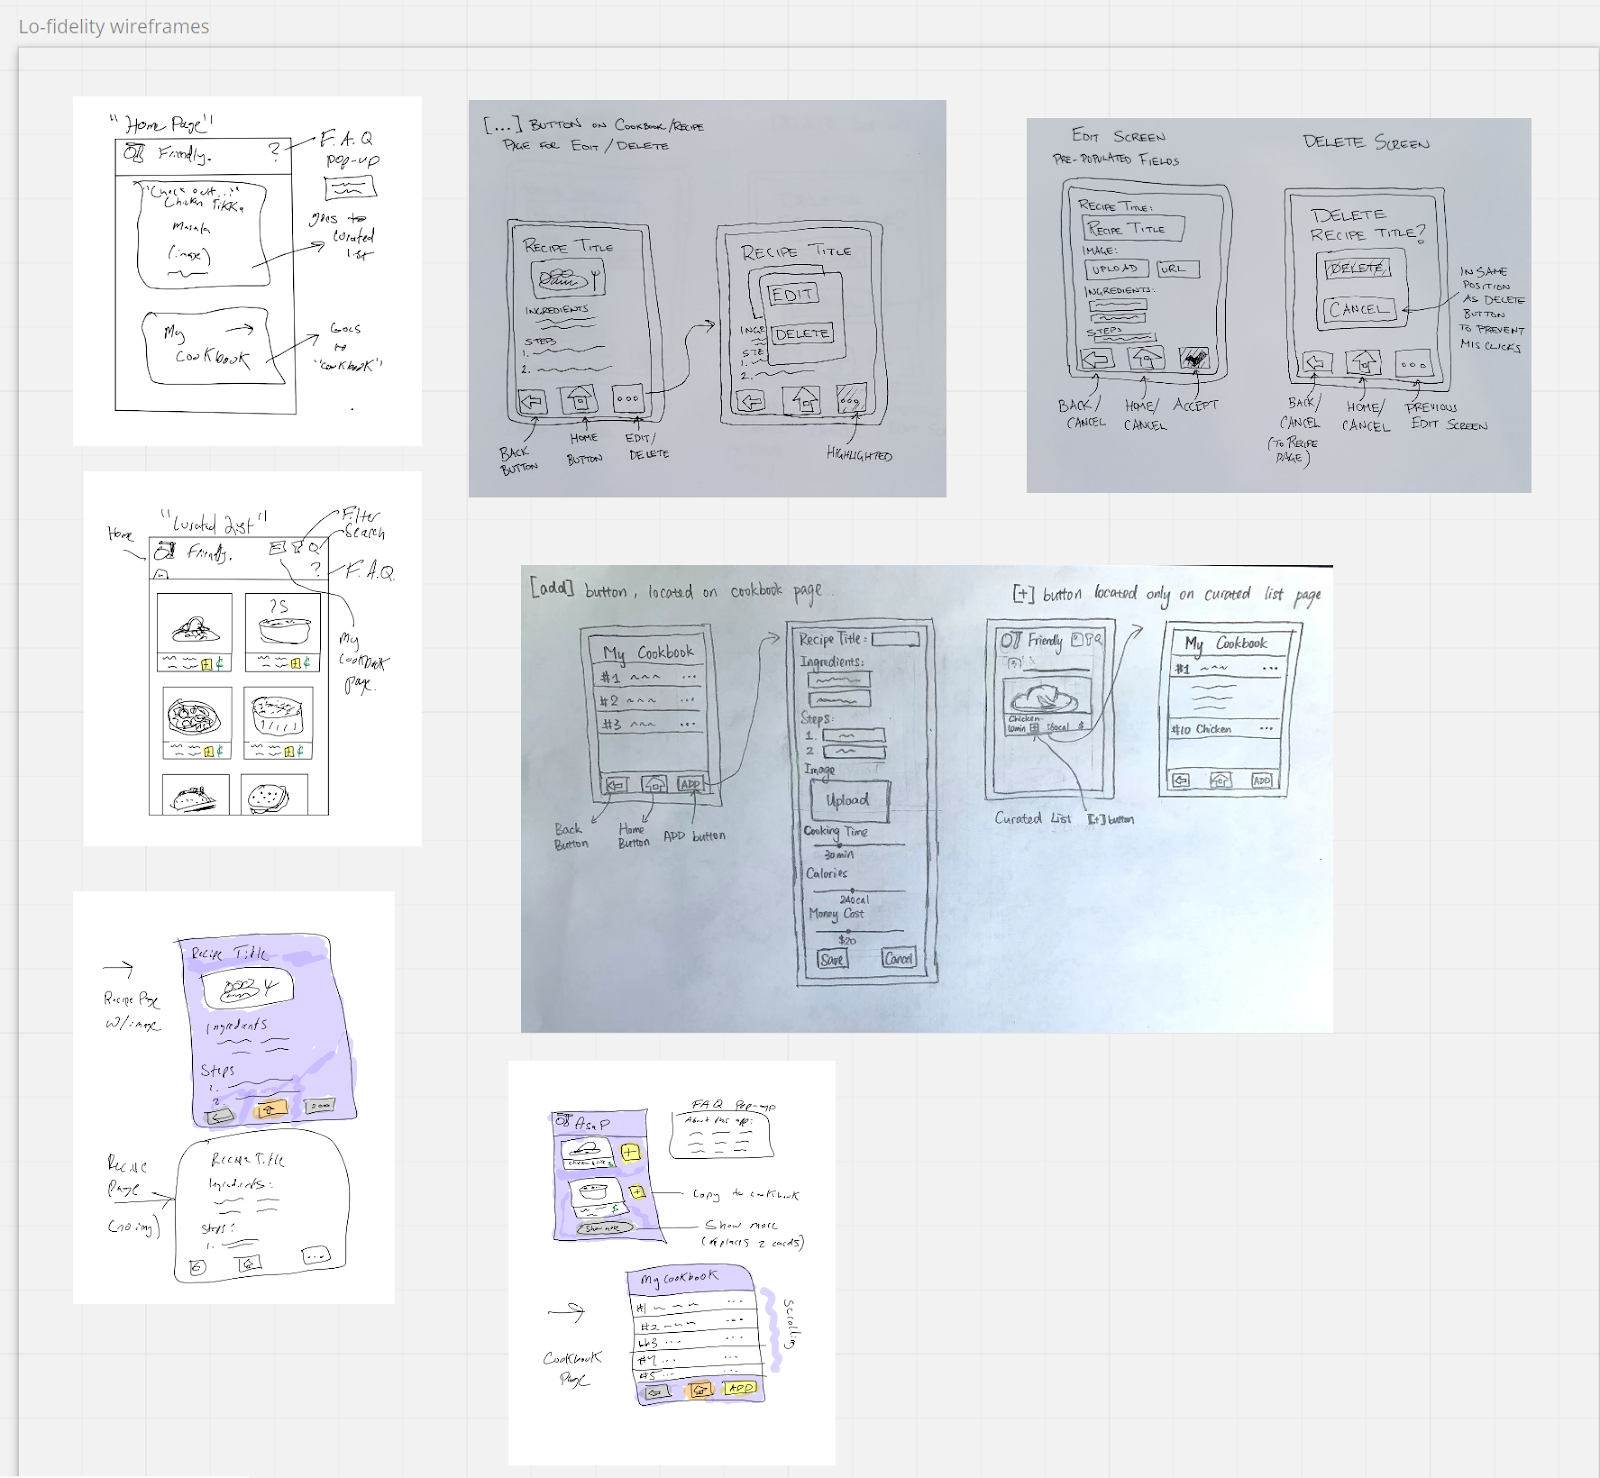 Lo-fidelity wireframes
"Home Page"
F.A.Q
pop-up
Friendly.
?
"Check out..."
Chicken Tikka
Masala
(image)
goes to
curated
list
My
Cookbook
Goes
to
"cookbook"
[...] BUTTON ON COOKBOOK/RECIPE
PAGE FOR EDIT/DELETE
RECIPE TITLE
INGREDIENTS
STEPS
1.
2.
BACK
BUTTON
HOME
BUTTON
EDIT/
DELETE
RECIPE TITLE
EDIT
DELETE
INGR
STE
1.
2.
HIGHLIGHTED
EDIT SCREEN
PRE-POPULATED FIELDS
RECIPE TITLE:
RECIPE TITLE
IMAGE:
UPLOAD URL
INGREDIENTS:
STEPS
BACK/
CANCEL
HOME/
CANCEL
ACCEPT
DELETE SCREEN
DELETE
RECIPE TITLE?
DELETE
CANCEL
IN SAME
POSITION
AS DELETE
BUTTON
TO PREVENT
MISCLICKS
BACK/
CANCEL
(TO RECIPE
PAGE)
HOME/
CANCEL
PREVIOUS
EDIT SCREEN
"Curated List"
Filter
Search
Home
Friendly.
?
F.A.Q.
My
Cookbook
page.
[add] button, located on cookbook page.
My Cookbook
#1 ...
#2 ...
#3 ...
ADD
Back
Button
Home
Button
ADD button
Recipe Title:
Ingredients:
Steps:
1.
2
Image
Upload
Cooking Time
30min
Calories
240cal
Money Cost
$20
Save Cancel
[+] button located only on curated list page
Friendly
Chicken
10min
$
Curated List [+] button
My Cookbook
#1 ...
#10 Chicken ...
ADD
Recipe Title
Recipe Page
w/image
Ingredients
Steps
1.
2
Recipe
Page
(no img)
Recipe Title
Ingredients:
Steps:
1.
...
ASAP
FAQ Pop-up
About this app:
Copy to cookbook
Show more
Show more
(replaces 2 cards)
My Cookbook
#1 ...
#2 ...
#3 ...
#4 ...
#5 ...
ADD
Scrolling
Cookbook
Page